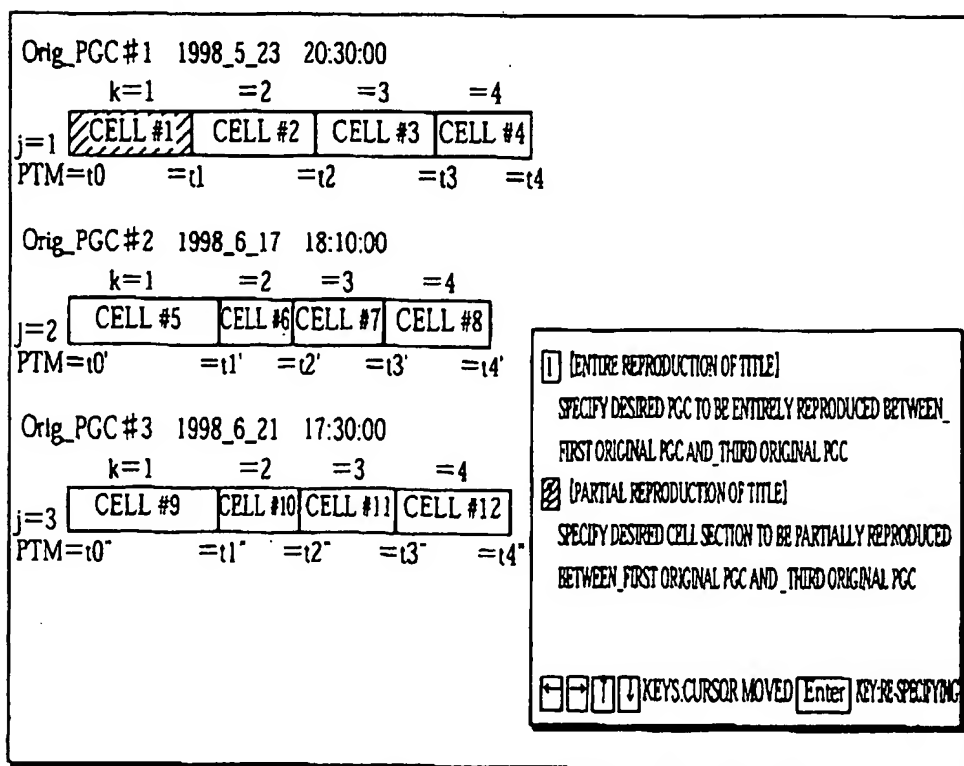 Orig_PGC#1 1998_5_23 20:30:00
k=1 =2 =3 =4
j=1 CELL #1 CELL #2 CELL #3 CELL #4
PTM=t0 =t1 =t2 =t3 =t4
Orig_PGC#2 1998_6_17 18:10:00
k=1 =2 =3 =4
j=2 CELL #5 CELL #6 CELL #7 CELL #8
PTM=t0' =t1' =t2' =t3' =t4'
Orig_PGC#3 1998_6_21 17:30:00
k=1 =2 =3 =4
j=3 CELL #9 CELL #10 CELL #11 CELL #12
PTM=t0" =t1" =t2" =t3" =t4"
[ENTIRE REPRODUCTION OF TITLE]
SPECIFY DESIRED PGC TO BE ENTIRELY REPRODUCED BETWEEN_
FIRST ORIGINAL PGC AND_THIRD ORIGINAL PGC
[PARTIAL REPRODUCTION OF TITLE]
SPECIFY DESIRED CELL SECTION TO BE PARTIALLY REPRODUCED
BETWEEN_FIRST ORIGINAL PGC AND_THIRD ORIGINAL PGC
← → ↑ ↓ KEYS:CURSOR MOVED Enter KEY:RE-SPECIFYING